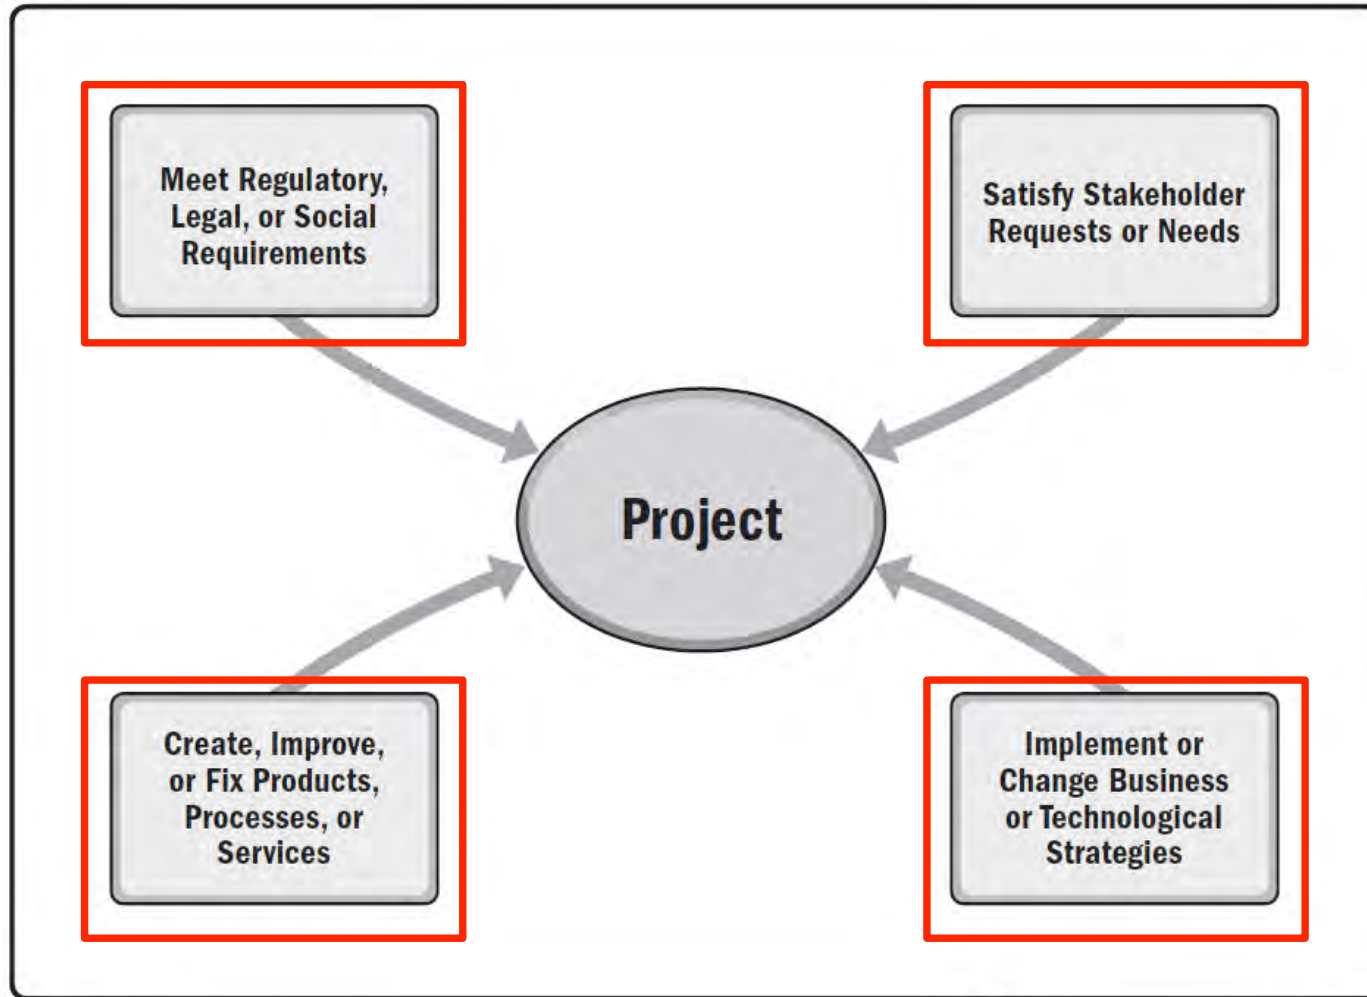 Meet Regulatory,
Legal, or Social
Requirements
Satisfy Stakeholder
Requests or Needs
Project
Create, Improve,
or Fix Products,
Processes, or
Services
Implement or
Change Business
or Technological
Strategies